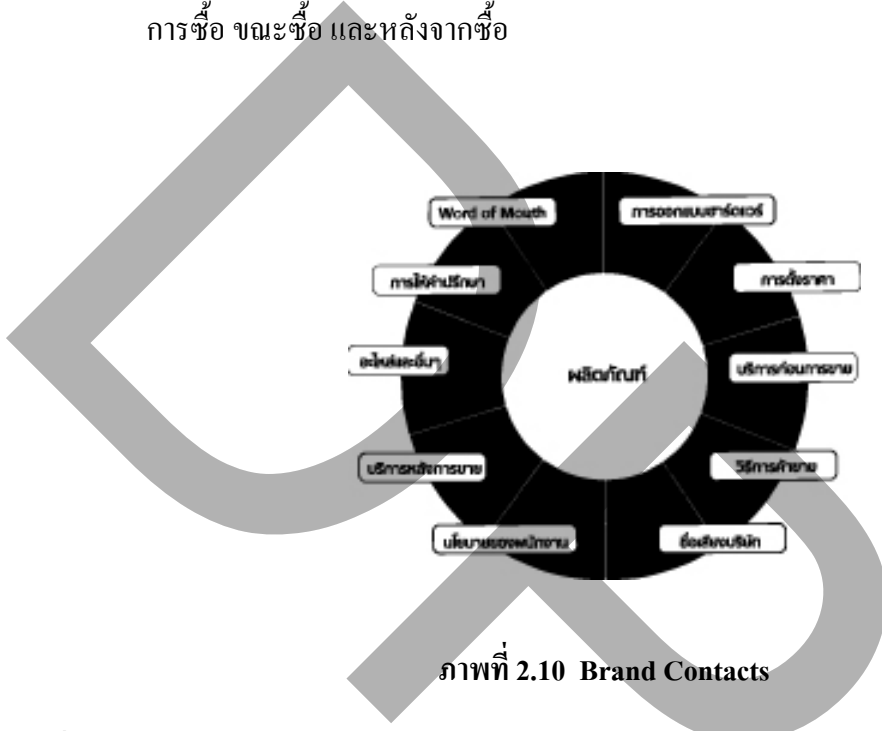 การซื้อ ขณะซื้อ และหลังจากซื้อ
Word of Mouth
การออกแบบฮาร์ดแวร์
การให้คำปรึกษา
การตั้งราคา
อะไหล่และอื่นๆ
ผลิตภัณฑ์
บริการก่อนการขาย
บริการหลังการขาย
วิธีการค้าขาย
นโยบายของพนักงาน
ชื่อเสียงบริษัท
ภาพที่ 2.10 Brand Contacts